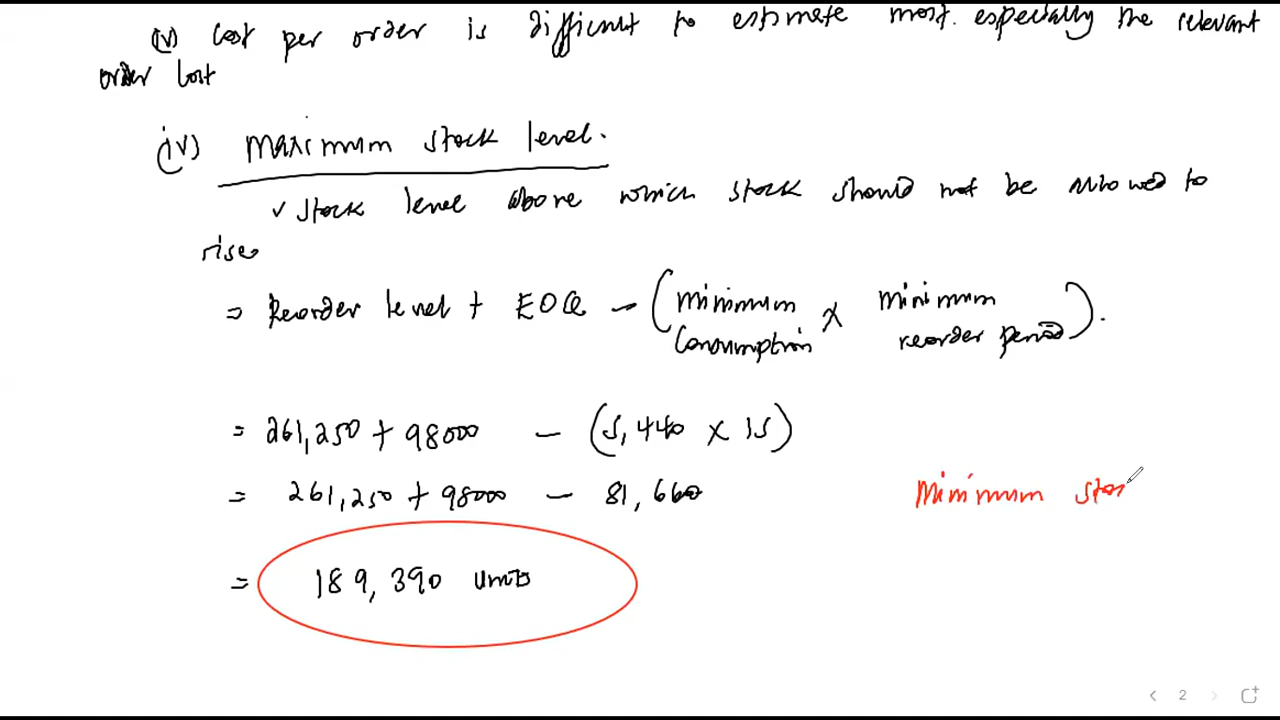 (v) Cost per order is difficult to estimate most. especially the relevant
order cost
(iv) Maximum stock level.
✓ Stock level above which stock should not be allowed to
rise
⇒ Reorder level + EOQ - (minimum consumption × minimum reorder period).
= 261,250 + 98000 - (5,440 × 15)
= 261,250 + 98000 - 81,660
= 189,390 units
Minimum stor
2